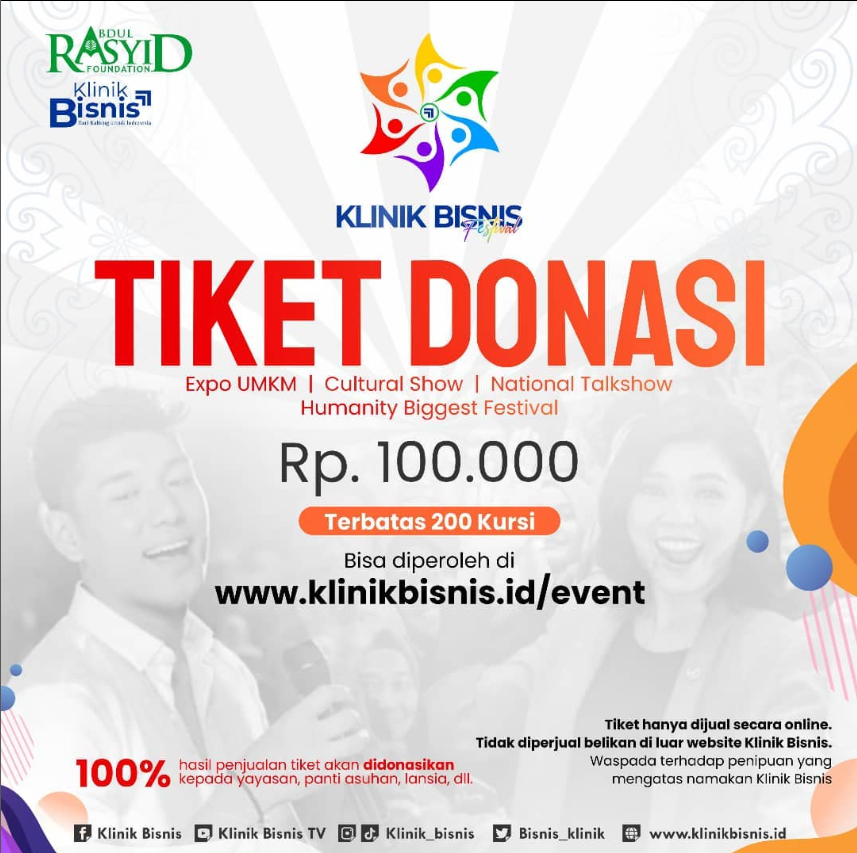 ABDUL
RASYID
FOUNDATION
Klinik
Bisnis
KLINIK BISNIS
Festival
TIKET DONASI
Expo UMKM | Cultural Show | National Talkshow
Humanity Biggest Festival
Rp. 100.000
Terbatas 200 Kursi
Bisa diperoleh di
www.klinikbisnis.id/event
Tiket hanya dijual secara online.
Tidak diperjual belikan di luar website Klinik Bisnis.
Waspada terhadap penipuan yang
mengatas namakan Klinik Bisnis
100% hasil penjualan tiket akan didonasikan
kepada yayasan, panti asuhan, lansia, dll.
Klinik Bisnis Klinik Bisnis TV Klinik_bisnis Bisnis_klinik www.klinikbisnis.id